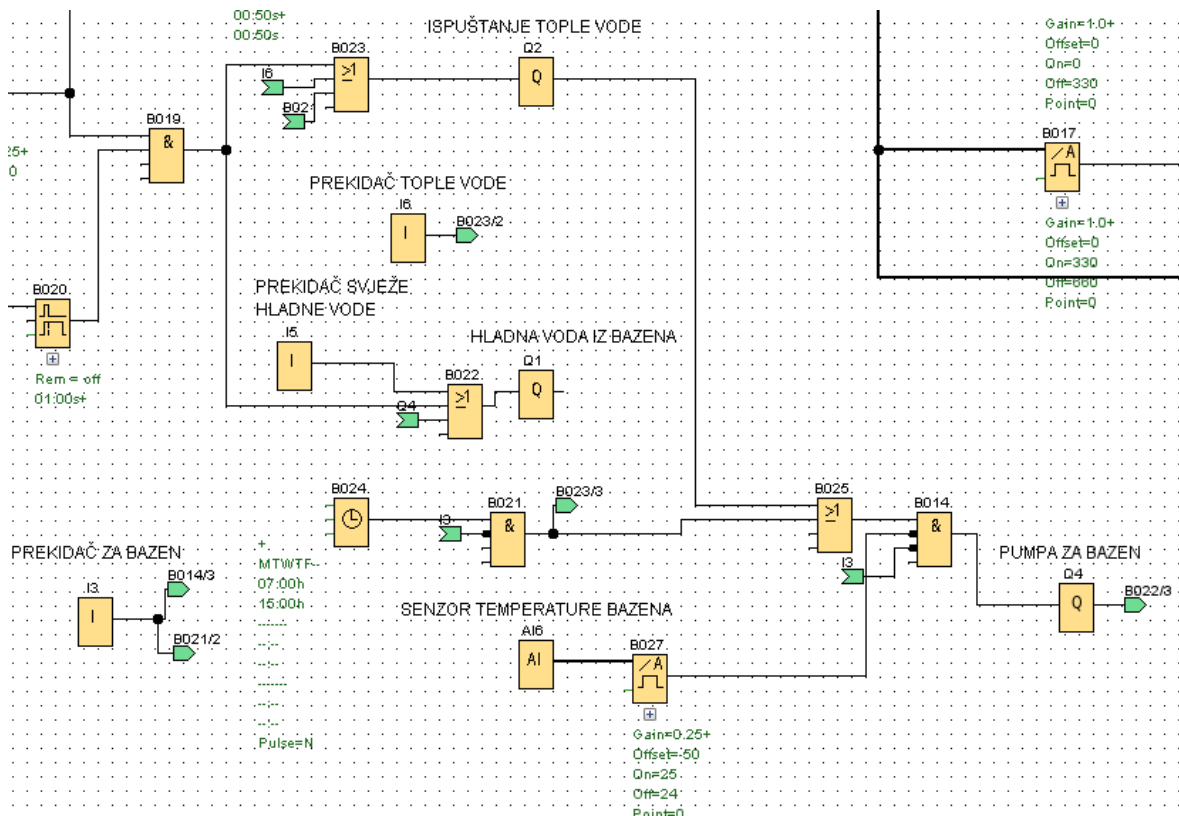 00:50s+
00:50s
ISPUŠTANJE TOPLE VODE
B023
≥1
I6
B021
Q2
Q
Gain=1.0+
Offset=0
On=0
Off=330
Point=0
B019
&
25+
0
B017
/A
Gain=1.0+
Offset=0
On=330
Off=660
Point=0
PREKIDAČ TOPLE VODE
I6
I
B023/2
B020
Rem = off
01:00s+
PREKIDAČ SVJEŽE
HLADNE VODE
I5
I
HLADNA VODA IZ BAZENA
B022
≥1
Q4
Q1
Q
B024
+
MTWTF--
07:00h
15:00h
-------
--:--
--:--
-------
--:--
--:--
Pulse=N
B021
&
I3
B023/3
B025
≥1
B014
&
I3
PREKIDAČ ZA BAZEN
I3
I
B014/3
B021/2
PUMPA ZA BAZEN
Q4
Q
B022/3
SENZOR TEMPERATURE BAZENA
AI6
AI
B027
/A
Gain=0.25+
Offset=-50
On=25
Off=24
Point=0